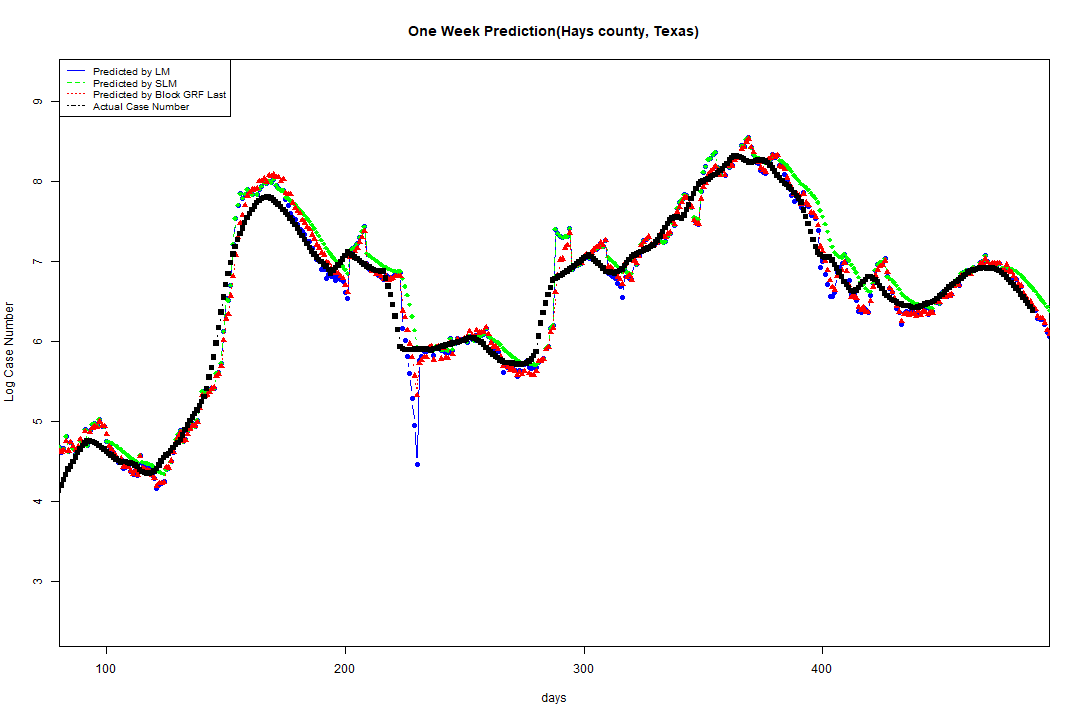 One Week Prediction(Hays county, Texas)
Predicted by LM
Predicted by SLM
Predicted by Block GRF Last
Actual Case Number
9
8
7
6
5
4
3
Log Case Number
100
200
300
400
days